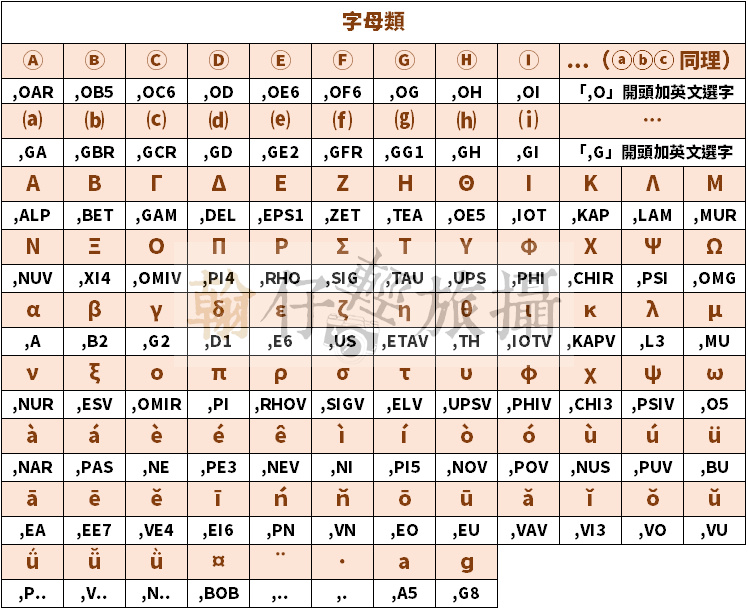 字母類
Ⓐ Ⓑ Ⓒ Ⓓ Ⓔ Ⓕ Ⓖ Ⓗ Ⓘ …（ⓐⓑⓒ 同理）
,OAR ,OB5 ,OC6 ,OD ,OE6 ,OF6 ,OG ,OH ,OI 「,O」開頭加英文選字
⒜ ⒝ ⒞ ⒟ ⒠ ⒡ ⒢ ⒣ ⒤ …
,GA ,GBR ,GCR ,GD ,GE2 ,GFR ,GG1 ,GH ,GI 「,G」開頭加英文選字
Α Β Γ Δ Ε Ζ Η Θ Ι Κ Λ Μ
,ALP ,BET ,GAM ,DEL ,EPS1 ,ZET ,TEA ,OE5 ,IOT ,KAP ,LAM ,MUR
Ν Ξ Ο Π Ρ Σ Τ Υ Φ Χ Ψ Ω
,NUV ,XI4 ,OMIV ,PI4 ,RHO ,SIG ,TAU ,UPS ,PHI ,CHIR ,PSI ,OMG
α β γ δ ε ζ η θ ι κ λ μ
,A ,B2 ,G2 ,D1 ,E6 ,US ,ETAV ,TH ,IOTV ,KAPV ,L3 ,MU
ν ξ ο π ρ σ τ υ φ χ ψ ω
,NUR ,ESV ,OMIR ,PI ,RHOV ,SIGV ,ELV ,UPSV ,PHIV ,CHI3 ,PSIV ,O5
à á è é ê ì í ò ó ù ú ü
,NAR ,PAS ,NE ,PE3 ,NEV ,NI ,PI5 ,NOV ,POV ,NUS ,PUV ,BU
ā ē ě ī ń ň ō ū ǎ ǐ ǒ ǔ
,EA ,EE7 ,VE4 ,EI6 ,PN ,VN ,EO ,EU ,VAV ,VI3 ,VO ,VU
ǘ ǚ ǜ ¤ ¨ · ɑ ɡ
,P.. ,V.. ,N.. ,BOB ,.. ,. ,A5 ,G8
翰仔輕旅攝